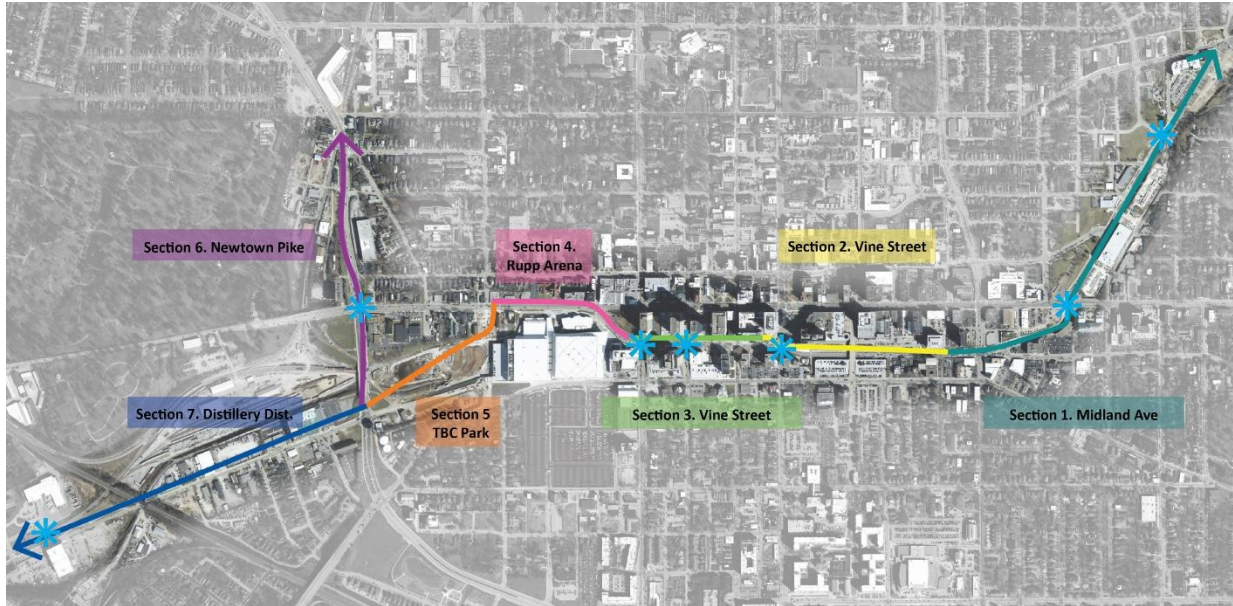 Section 6. Newtown Pike
Section 4.
Rupp Arena
Section 2. Vine Street
Section 7. Distillery Dist.
Section 5
TBC Park
Section 3. Vine Street
Section 1. Midland Ave